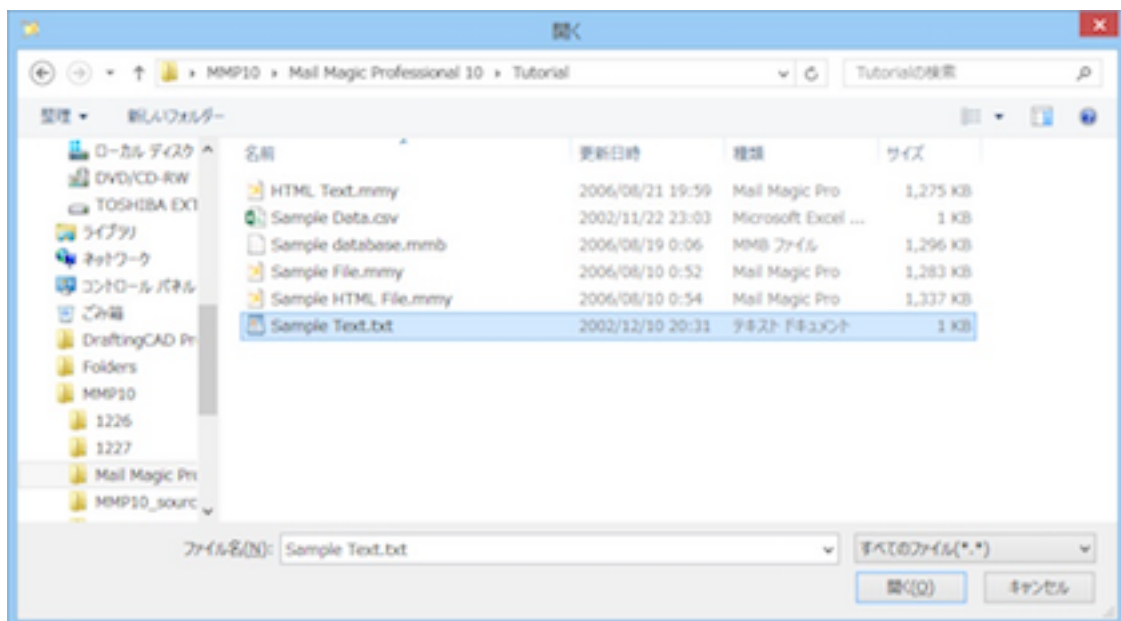 開く
MMP10 ▸ Mail Magic Professional 10 ▸ Tutorial
Tutorialの検索
整理 新しいフォルダー
ローカル ディスク
DVD/CD-RW
TOSHIBA EXT
ライブラリ
ネットワーク
コントロール パネル
ごみ箱
DraftingCAD Pr
Folders
MMP10
1226
1227
Mail Magic Pro
MMP10_sourc
名前 更新日時 種類 サイズ
HTML Text.mmy 2006/08/21 19:59 Mail Magic Pro 1,275 KB
Sample Data.csv 2002/11/22 23:03 Microsoft Excel ... 1 KB
Sample database.mmb 2006/08/19 0:06 MMB ファイル 1,296 KB
Sample File.mmy 2006/08/10 0:52 Mail Magic Pro 1,283 KB
Sample HTML File.mmy 2006/08/10 0:54 Mail Magic Pro 1,337 KB
Sample Text.txt 2002/12/10 20:31 テキスト ドキュメント 1 KB
ファイル名(N): Sample Text.txt すべてのファイル(*.*)
開く(O) キャンセル